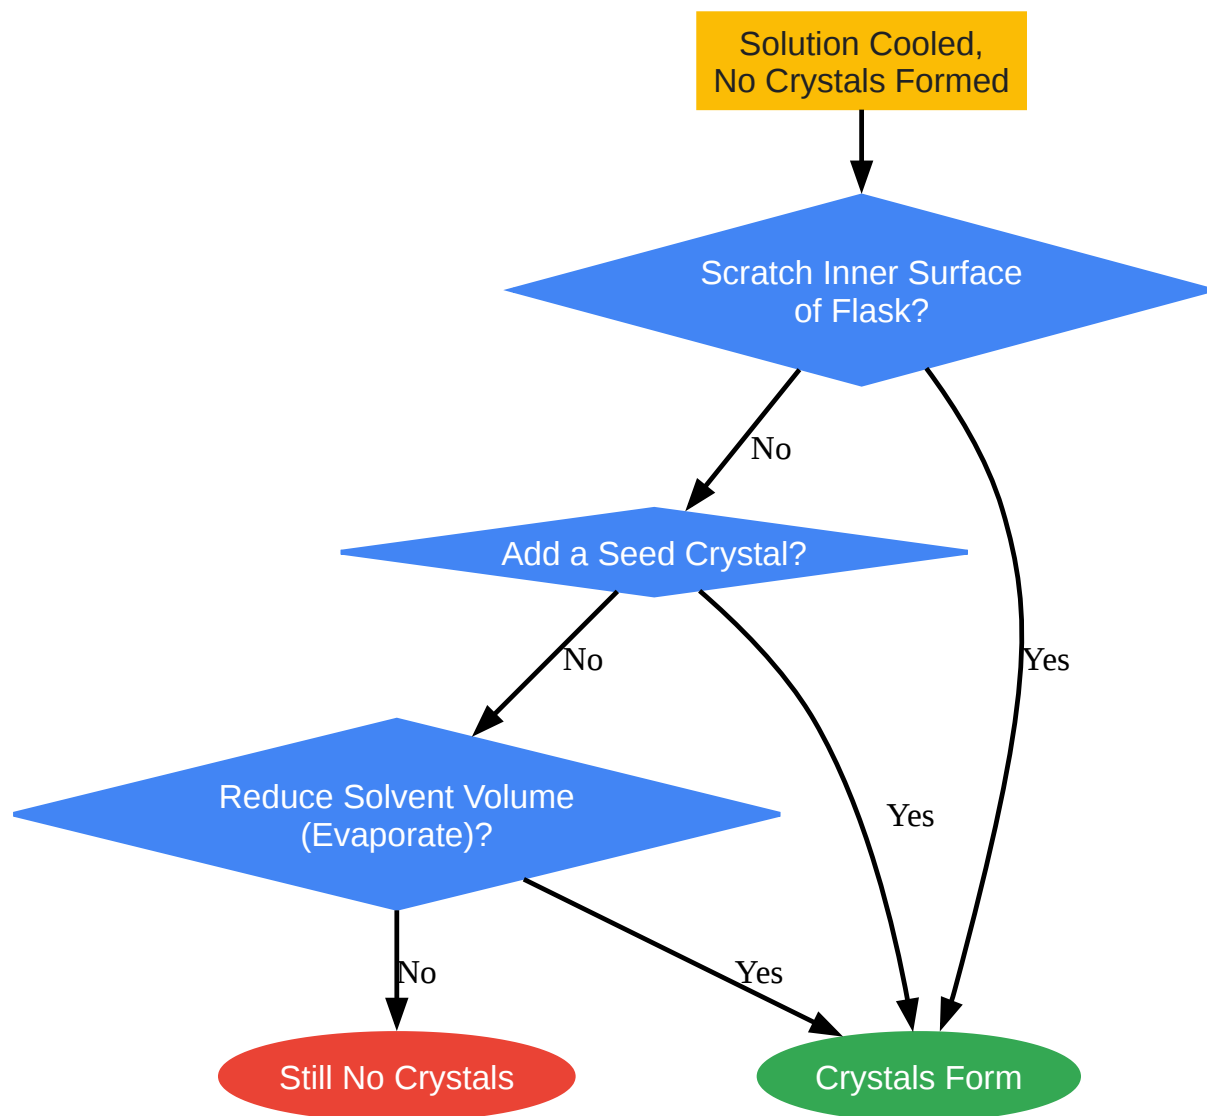 Solution Cooled,
No Crystals Formed
Scratch Inner Surface
of Flask?
No
Add a Seed Crystal?
No
Yes
Reduce Solvent Volume
(Evaporate)?
Yes
No
Yes
Still No Crystals
Crystals Form